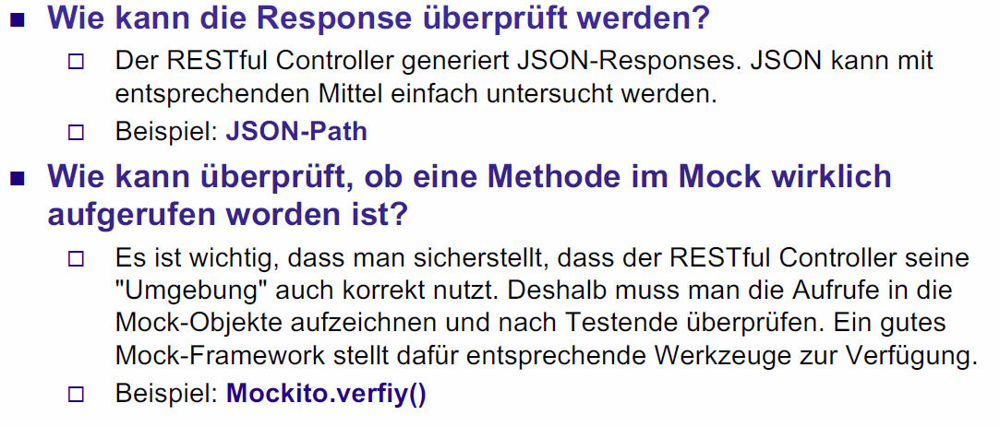 Wie kann die Response überprüft werden?
Der RESTful Controller generiert JSON-Responses. JSON kann mit
entsprechenden Mittel einfach untersucht werden.
Beispiel: JSON-Path
Wie kann überprüft, ob eine Methode im Mock wirklich
aufgerufen worden ist?
Es ist wichtig, dass man sicherstellt, dass der RESTful Controller seine
"Umgebung" auch korrekt nutzt. Deshalb muss man die Aufrufe in die
Mock-Objekte aufzeichnen und nach Testende überprüfen. Ein gutes
Mock-Framework stellt dafür entsprechende Werkzeuge zur Verfügung.
Beispiel: Mockito.verfiy()